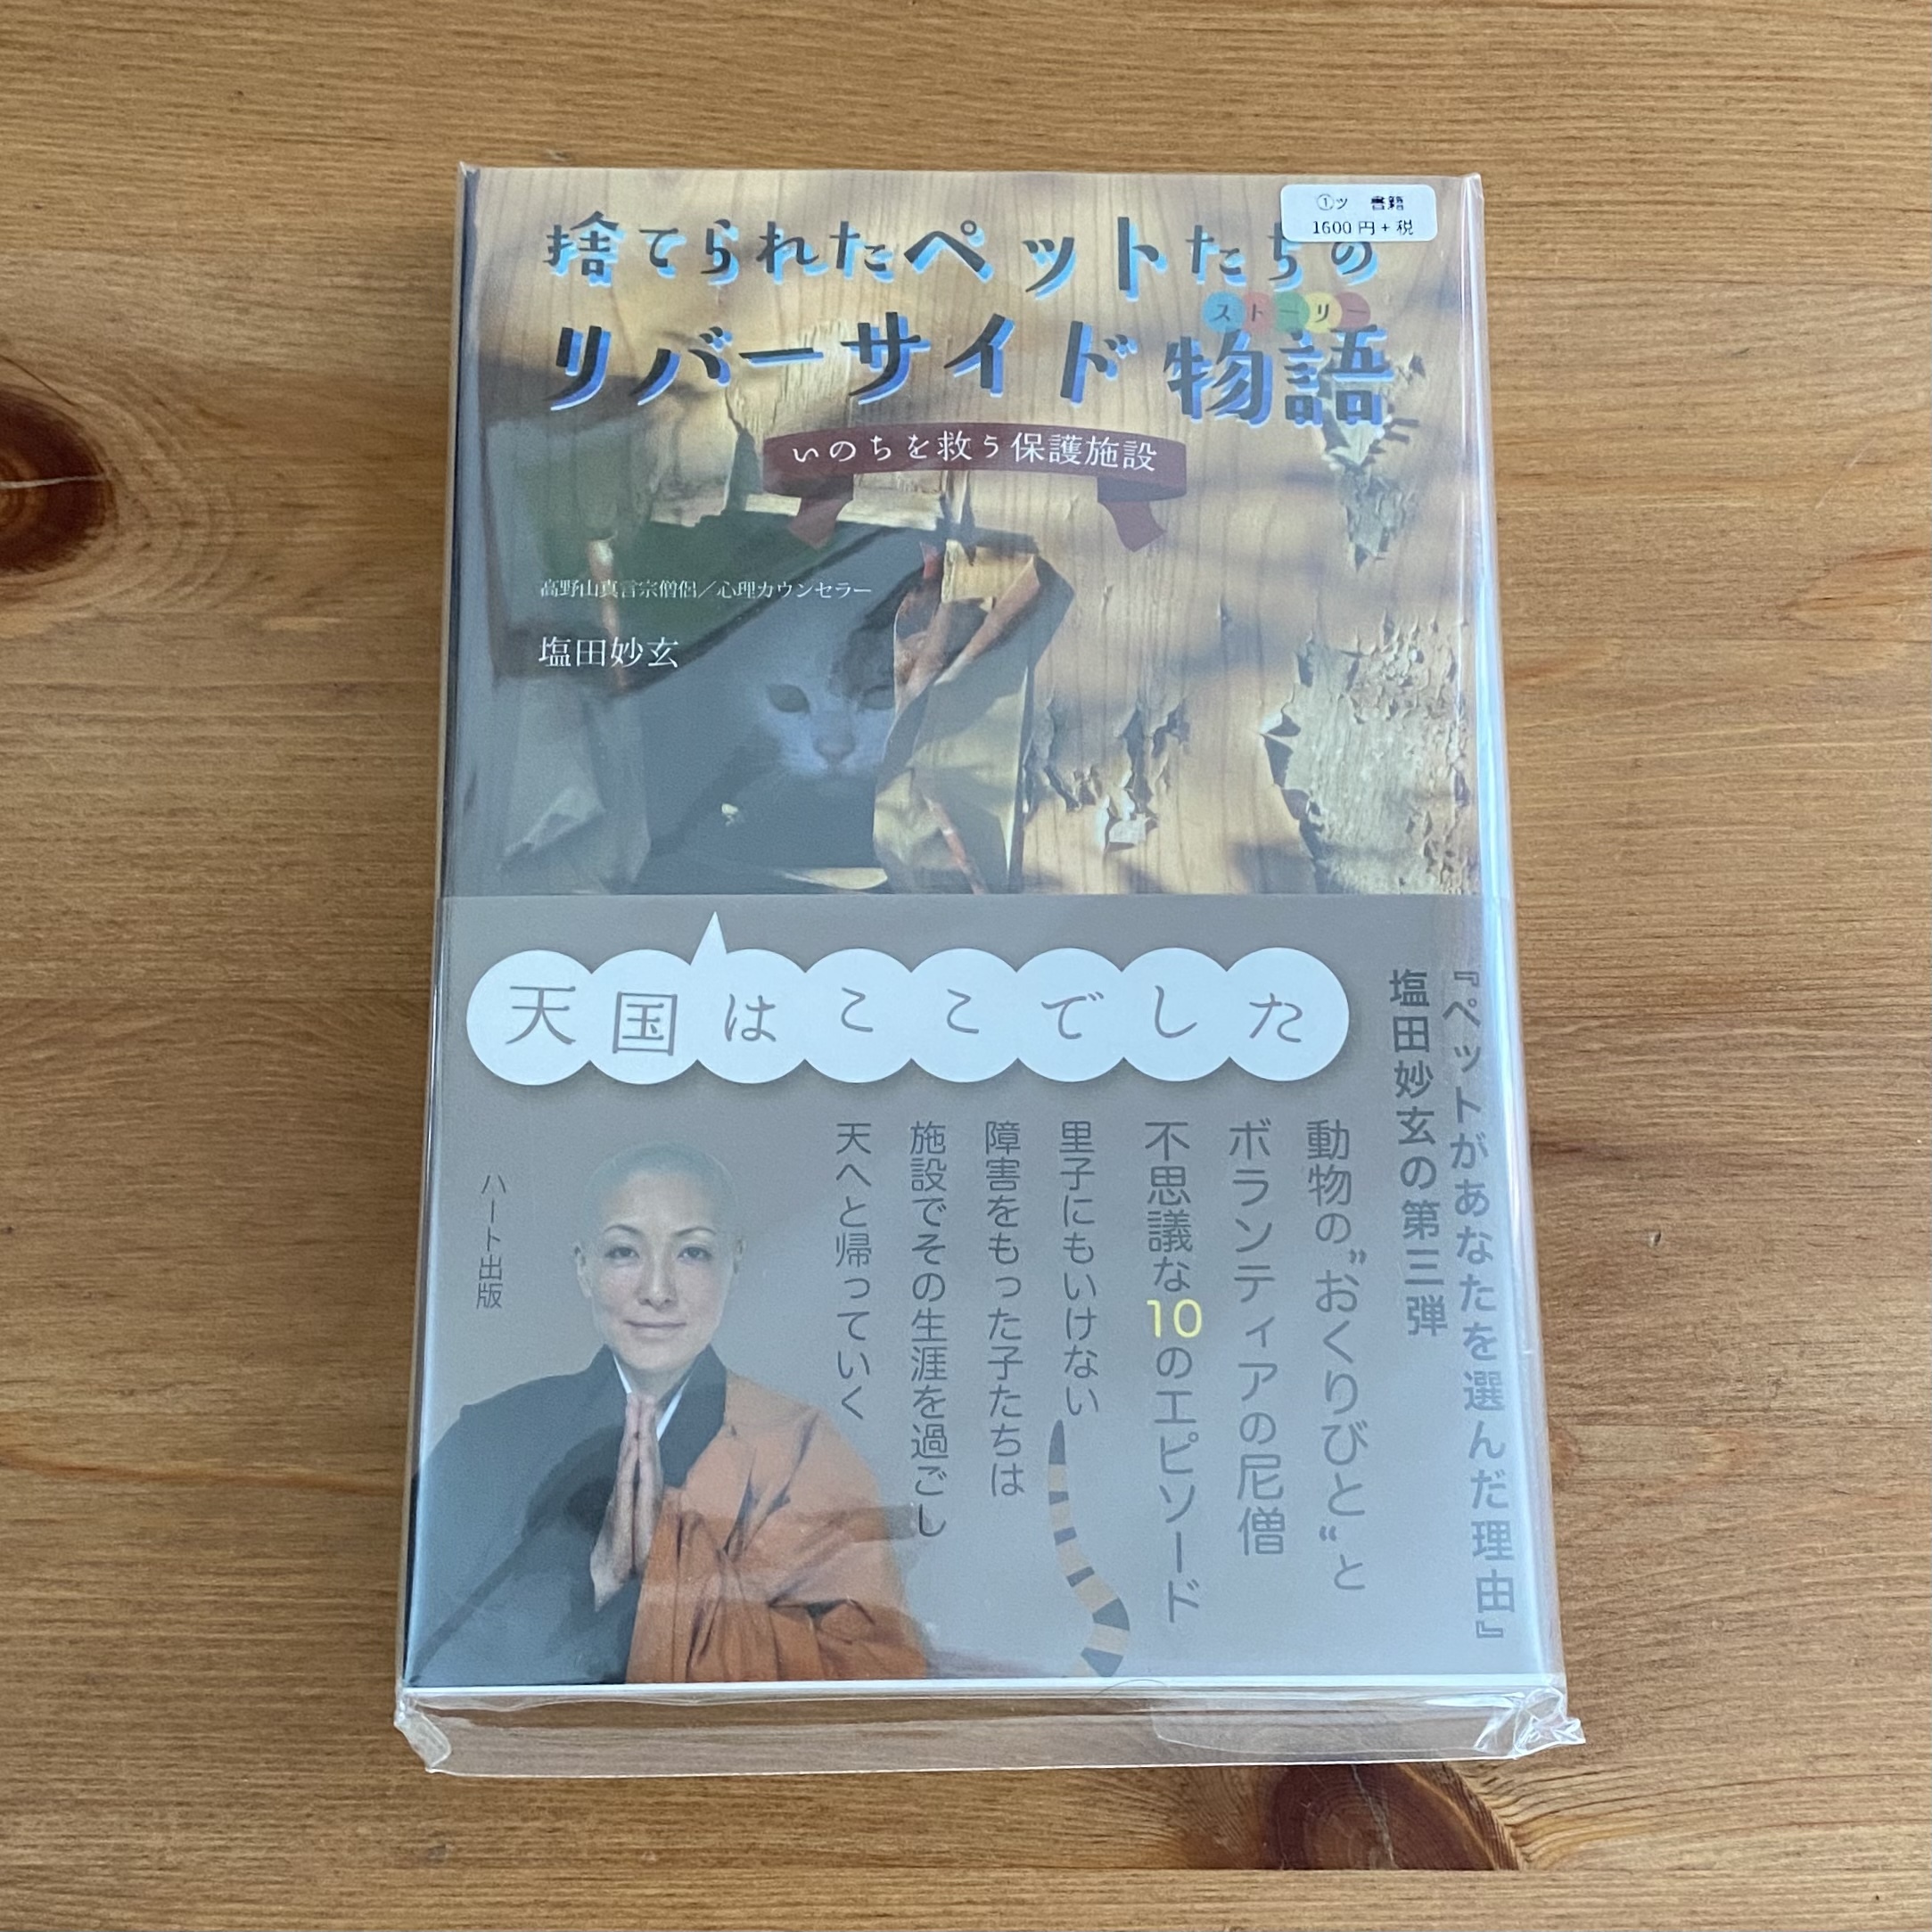 ①ッ 書籍
1600円+税
捨てられたペットたちの
ストーリー
リバーサイド物語
いのちを救う保護施設
高野山真言宗僧侶／心理カウンセラー
塩田妙玄
天国はここでした
『ペットがあなたを選んだ理由』
塩田妙玄の第三弾
動物の”おくりびと“と
ボランティアの尼僧
不思議な10のエピソード
里子にもいけない
障害をもった子たちは
施設でその生涯を過ごし
天へと帰っていく
ハート出版